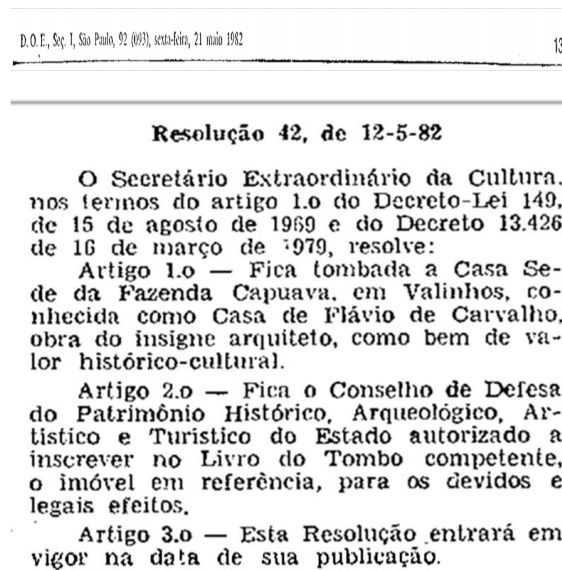 D.O.E., Seç. I, São Paulo, 92 (093), sexta-feira, 21 maio 1982
13
Resolução 42, de 12-5-82
O Secretário Extraordinário da Cultura,
nos termos do artigo 1.o do Decreto-Lei 149,
de 15 de agosto de 1969 e do Decreto 13.426
de 16 de março de 1979, resolve:
Artigo 1.o — Fica tombada a Casa Se-
de da Fazenda Capuava, em Valinhos, co-
nhecida como Casa de Flávio de Carvalho,
obra do insigne arquiteto, como bem de va-
lor histórico-cultural.
Artigo 2.o — Fica o Conselho de Defesa
do Patrimônio Histórico, Arqueológico, Ar-
tístico e Turístico do Estado autorizado a
inscrever no Livro do Tombo competente,
o imóvel em referência, para os devidos e
legais efeitos.
Artigo 3.o — Esta Resolução entrará em
vigor na data de sua publicação.